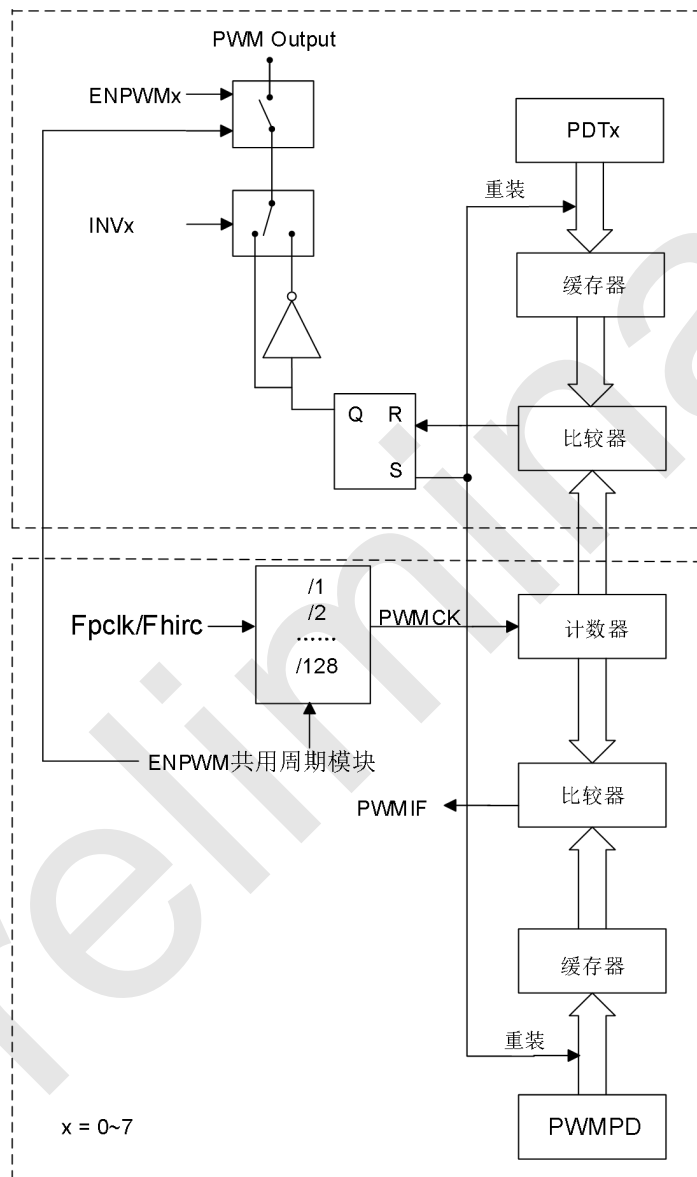 PWM Output
ENPWMx
PDTx
重装
INVx
缓存器
Q R
S
比较器
/1
/2
......
/128
Fpclk/Fhirc
PWMCK
计数器
ENPWM共用周期模块
PWMIF
比较器
缓存器
重装
x = 0~7
PWMPD
relimina